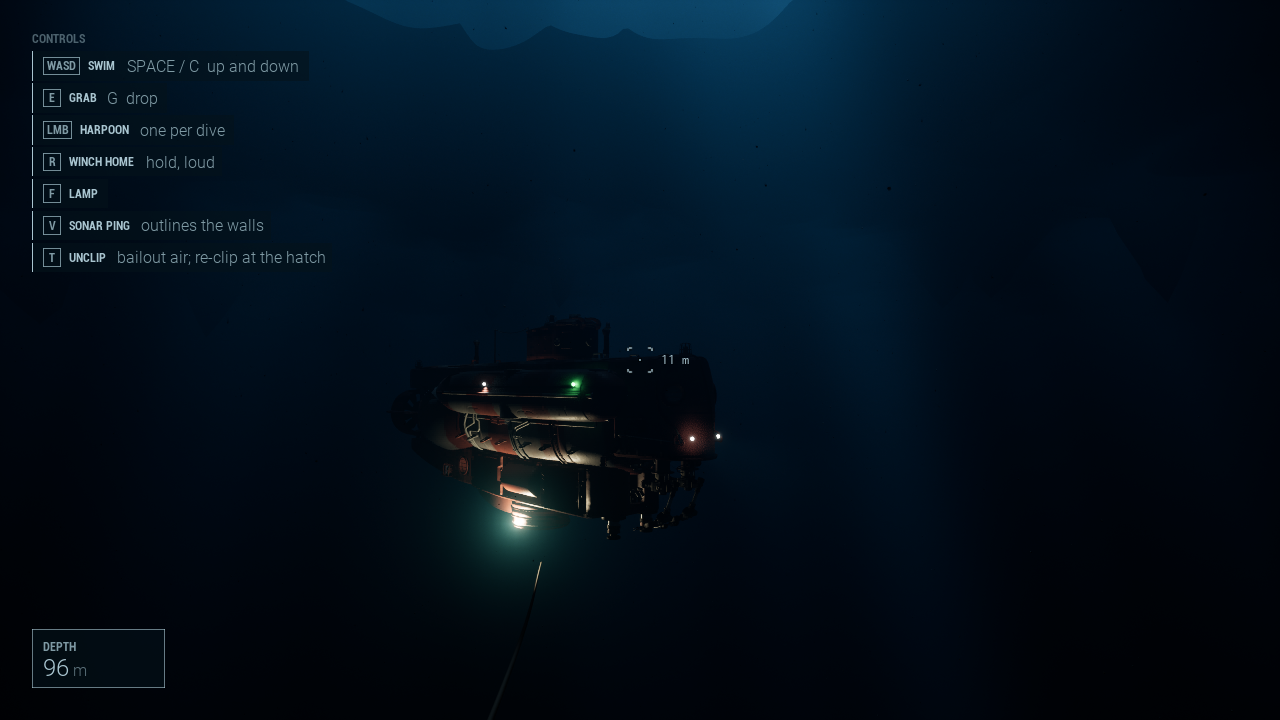 CONTROLS
WASD SWIM SPACE / C up and down
E GRAB G drop
LMB HARPOON one per dive
R WINCH HOME hold, loud
F LAMP
V SONAR PING outlines the walls
T UNCLIP bailout air; re-clip at the hatch
11 m
DEPTH
96 m